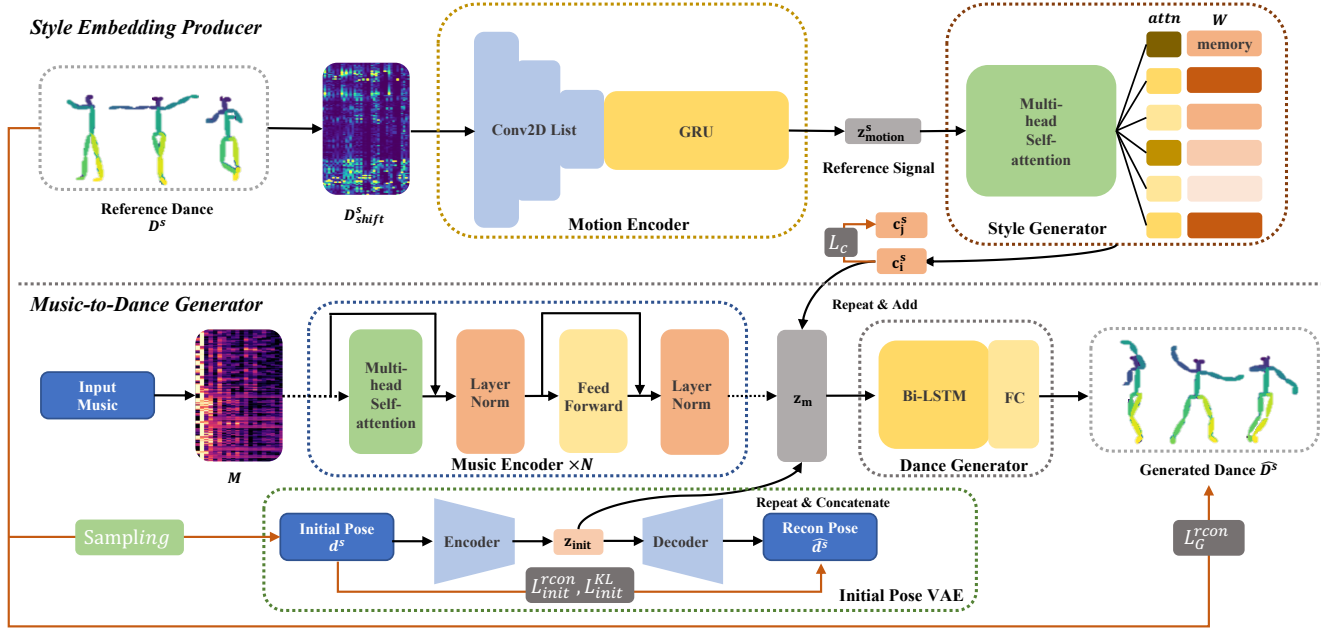 Style Embedding Producer
attn
W
memory
Conv2D List
GRU
z^s_motion
Multi-
head
Self-
attention
Reference Signal
Reference Dance
D^s
D^s_shift
Motion Encoder
Style Generator
c^s_j
L_c
c^s_i
Music-to-Dance Generator
Repeat & Add
Input
Music
Multi-
head
Self-
attention
Layer
Norm
Feed
Forward
Layer
Norm
z_m
Bi-LSTM
FC
M
Music Encoder ×N
Dance Generator
Generated Dance D̂^s
Repeat & Concatenate
Sampling
Initial Pose
d^s
Encoder
z_init
Decoder
Recon Pose
d̂^s
L^rcon_init, L^KL_init
L^rcon_G
Initial Pose VAE